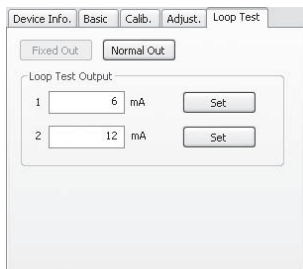 Device Info. Basic Calib. Adjust. Loop Test
Fixed Out Normal Out
Loop Test Output
1 6 mA Set
2 12 mA Set